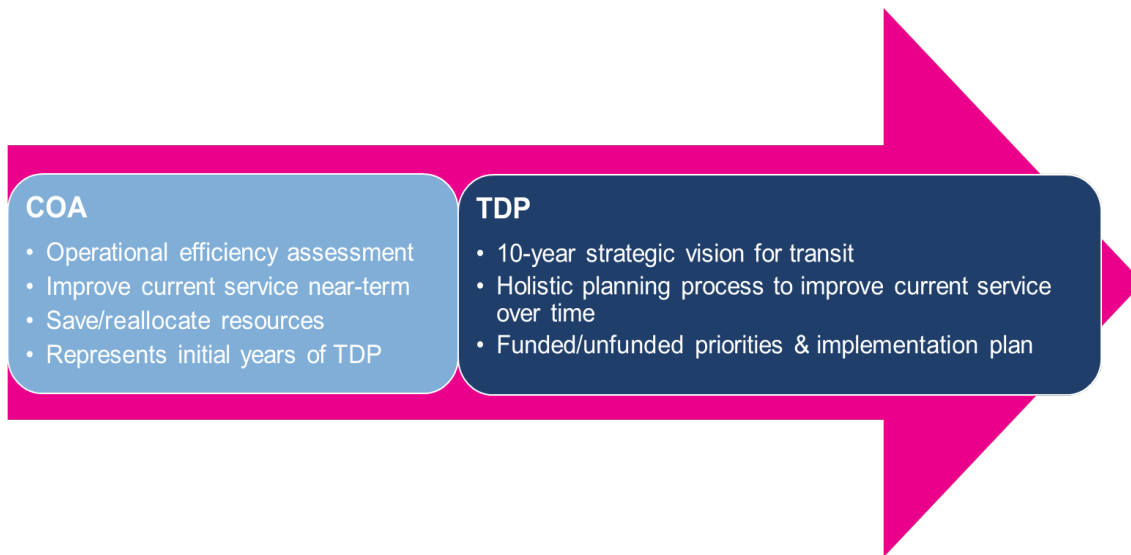 COA
• Operational efficiency assessment
• Improve current service near-term
• Save/reallocate resources
• Represents initial years of TDP
TDP
• 10-year strategic vision for transit
• Holistic planning process to improve current service
over time
• Funded/unfunded priorities & implementation plan